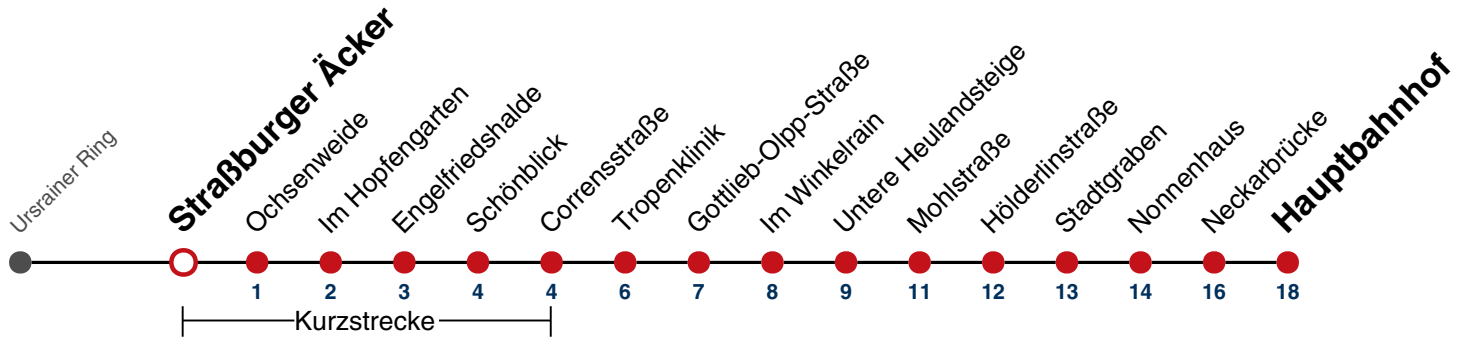 Ursrainer Ring
Straßburger Äcker
Ochsenweide
Im Hopfengarten
Engelfriedshalde
Schönblick
Corrensstraße
Tropenklinik
Gottlieb-Olpp-Straße
Im Winkelrain
Untere Heulandsteige
Mohlstraße
Hölderlinstraße
Stadtgraben
Nonnenhaus
Neckarbrücke
Hauptbahnhof
1 2 3 4 4 6 7 8 9 11 12 13 14 16 18
Kurzstrecke